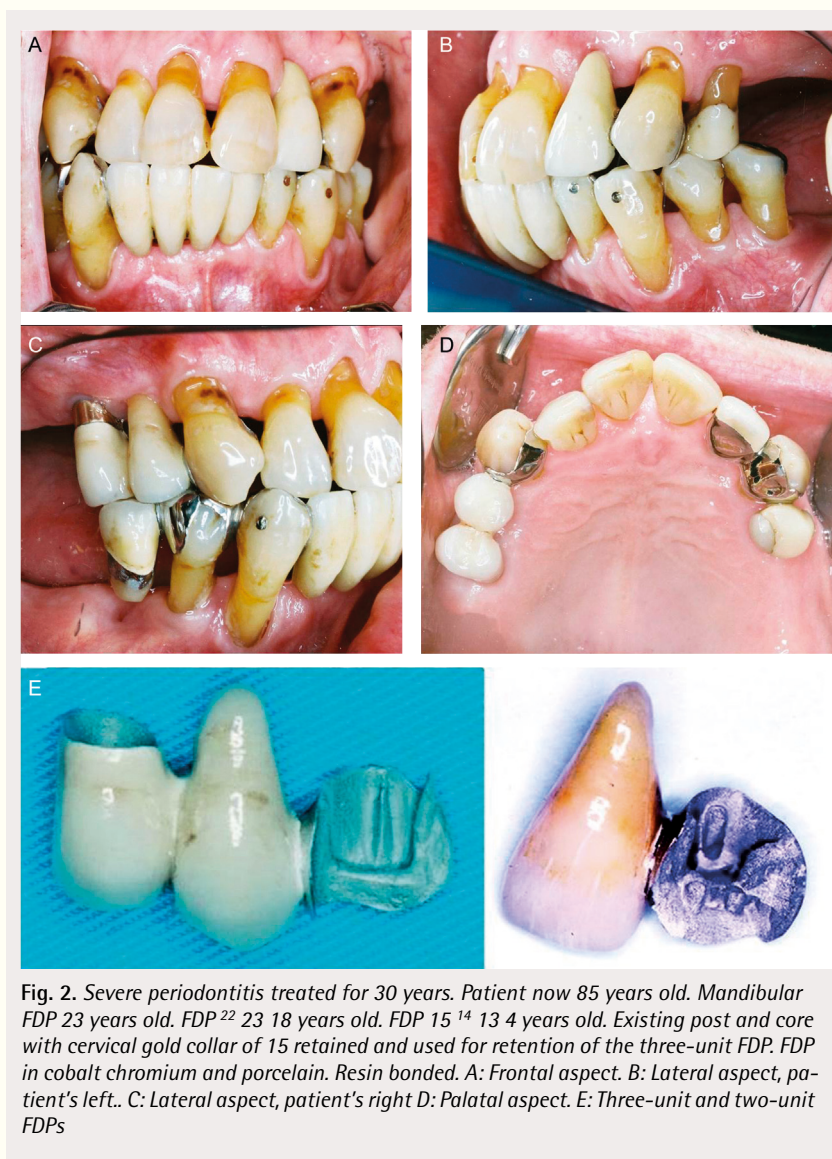 A
B
C
D
E
Fig. 2. Severe periodontitis treated for 30 years. Patient now 85 years old. Mandibular
FDP 23 years old. FDP 22 23 18 years old. FDP 15 14 13 4 years old. Existing post and core
with cervical gold collar of 15 retained and used for retention of the three-unit FDP. FDP
in cobalt chromium and porcelain. Resin bonded. A: Frontal aspect. B: Lateral aspect, pa-
tient's left.. C: Lateral aspect, patient's right D: Palatal aspect. E: Three-unit and two-unit
FDPs